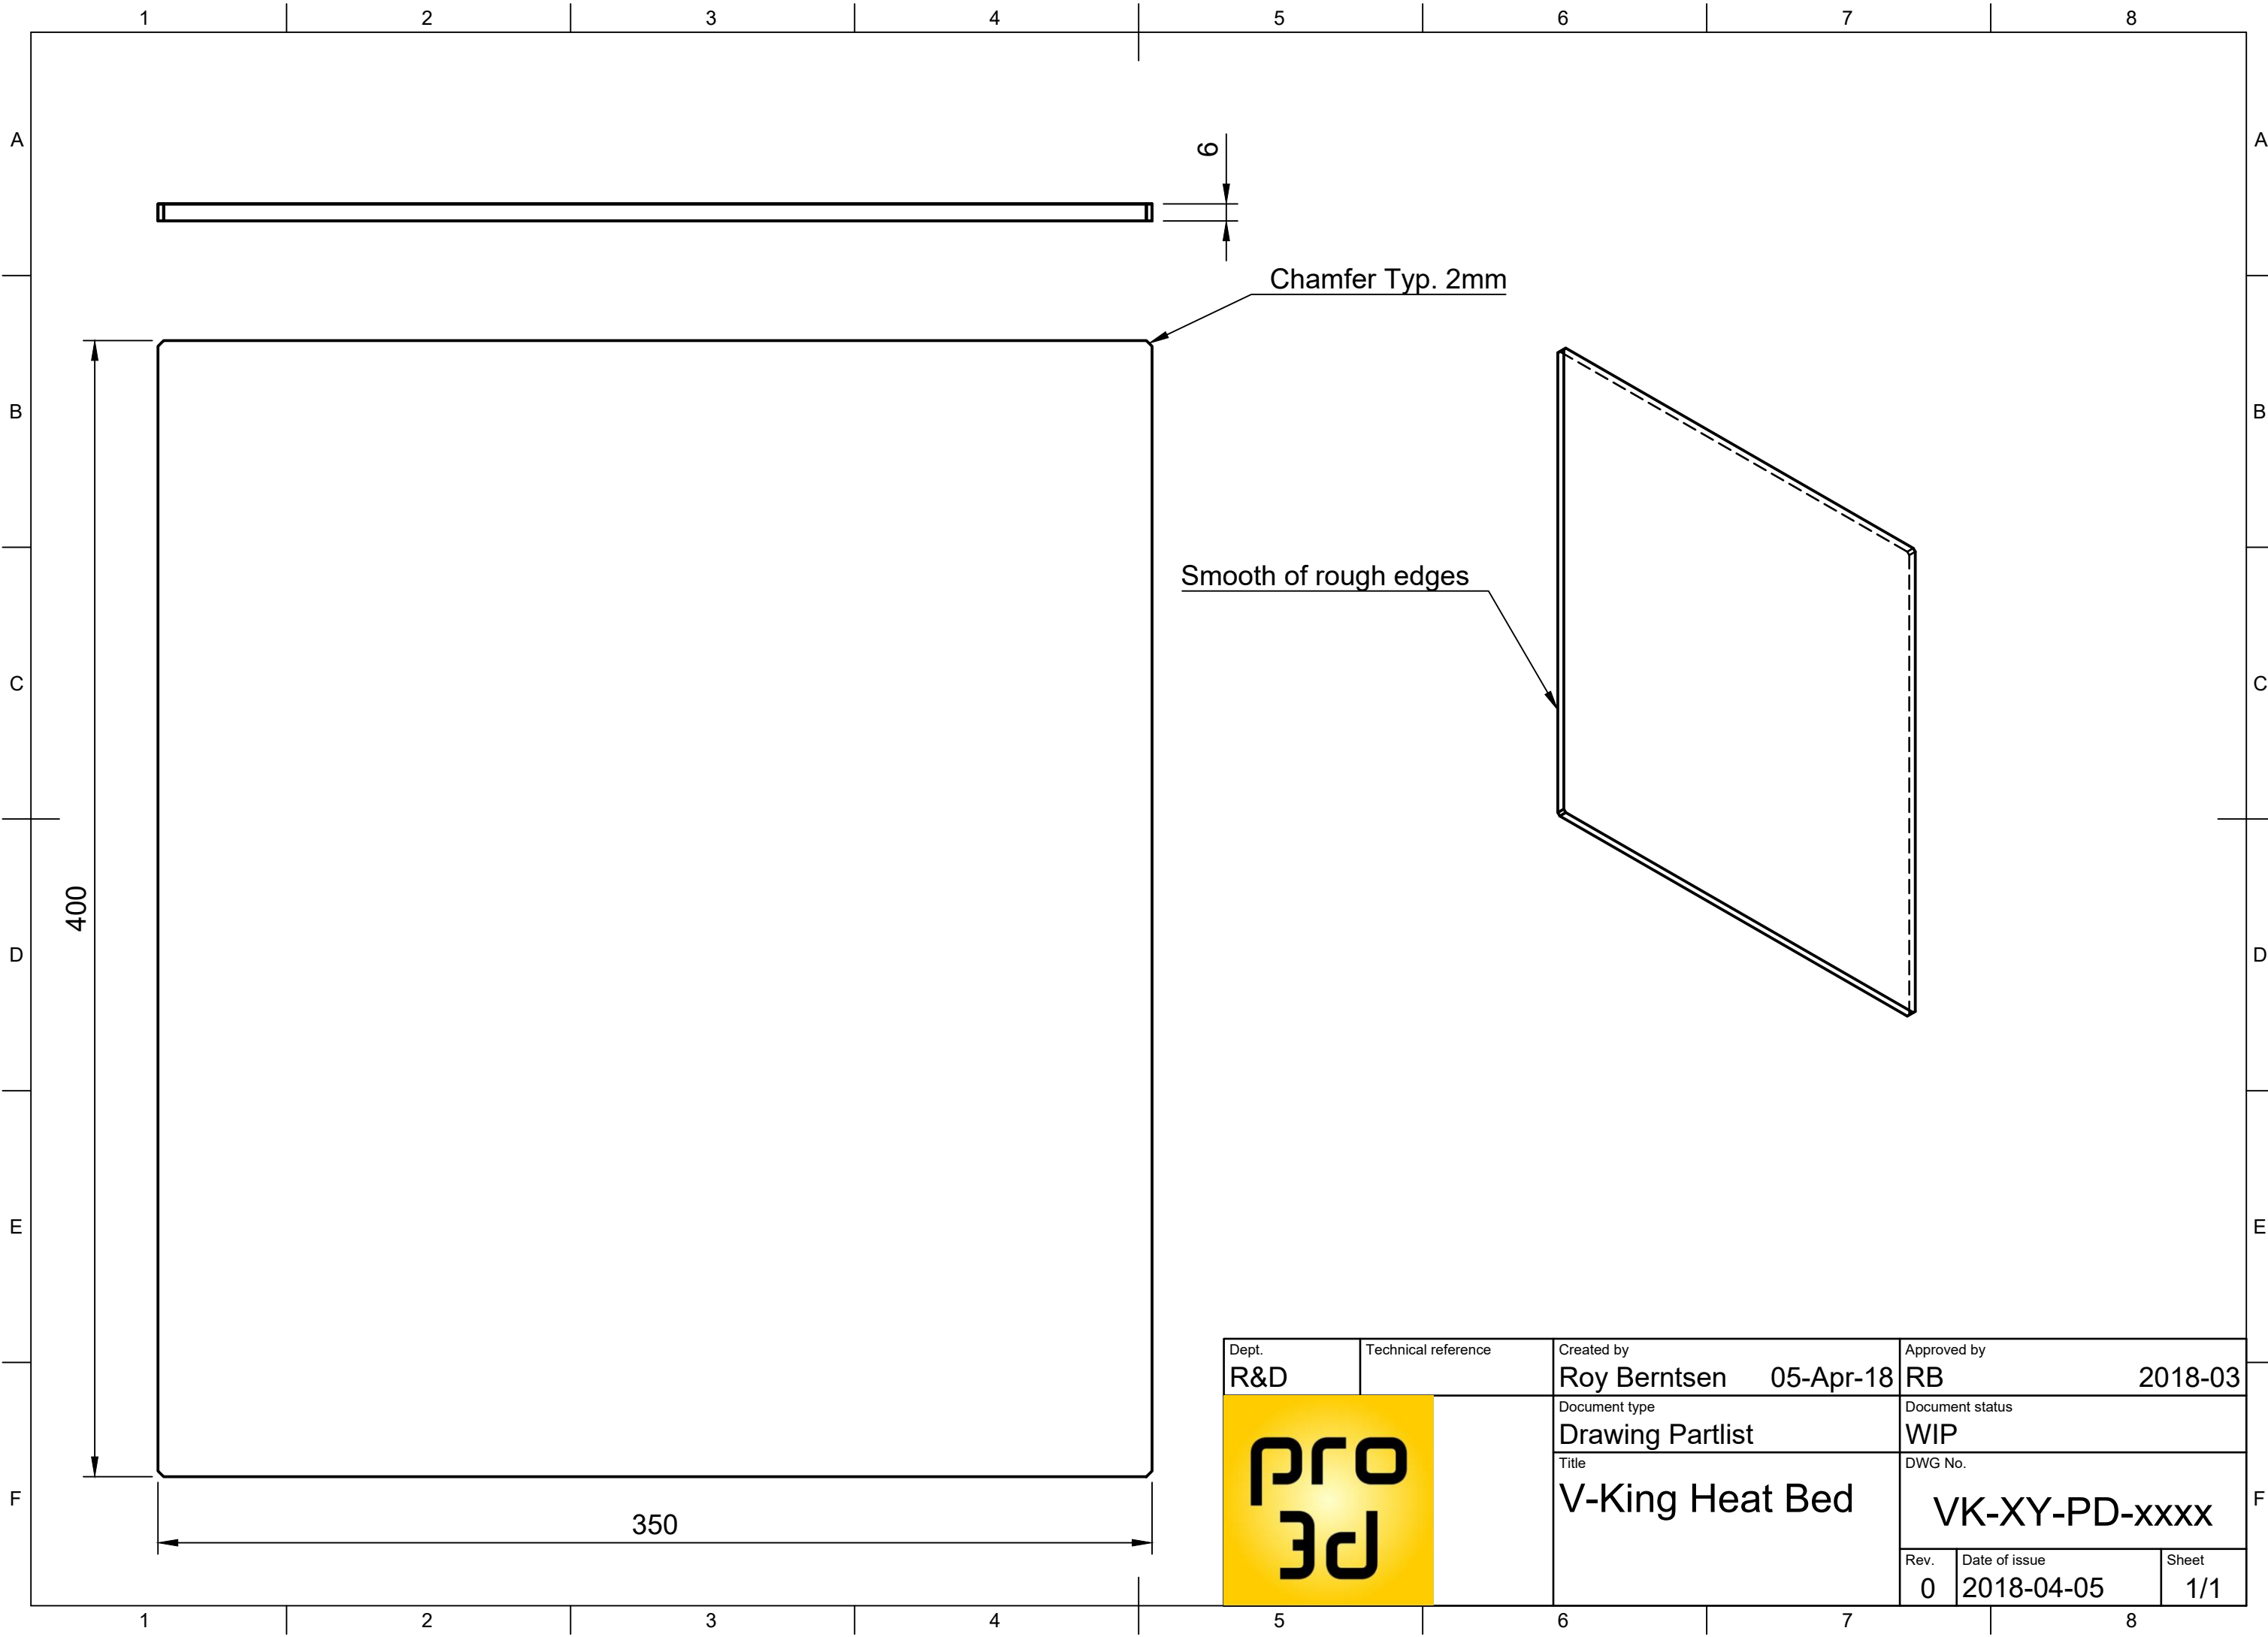 1 2 3 4 5 6 7 8
A A
6
Chamfer Typ. 2mm
B B
Smooth of rough edges
C C
400
D D
E E
Dept.
R&D
Technical reference
Created by
Roy Berntsen 05-Apr-18
Approved by
RB 2018-03
Document type
Drawing Partlist
Document status
WIP
pro
3d
Title
V-King Heat Bed
DWG No.
VK-XY-PD-xxxx
F F
350
Rev.
0
Date of issue
2018-04-05
Sheet
1/1
1 2 3 4 5 6 7 8